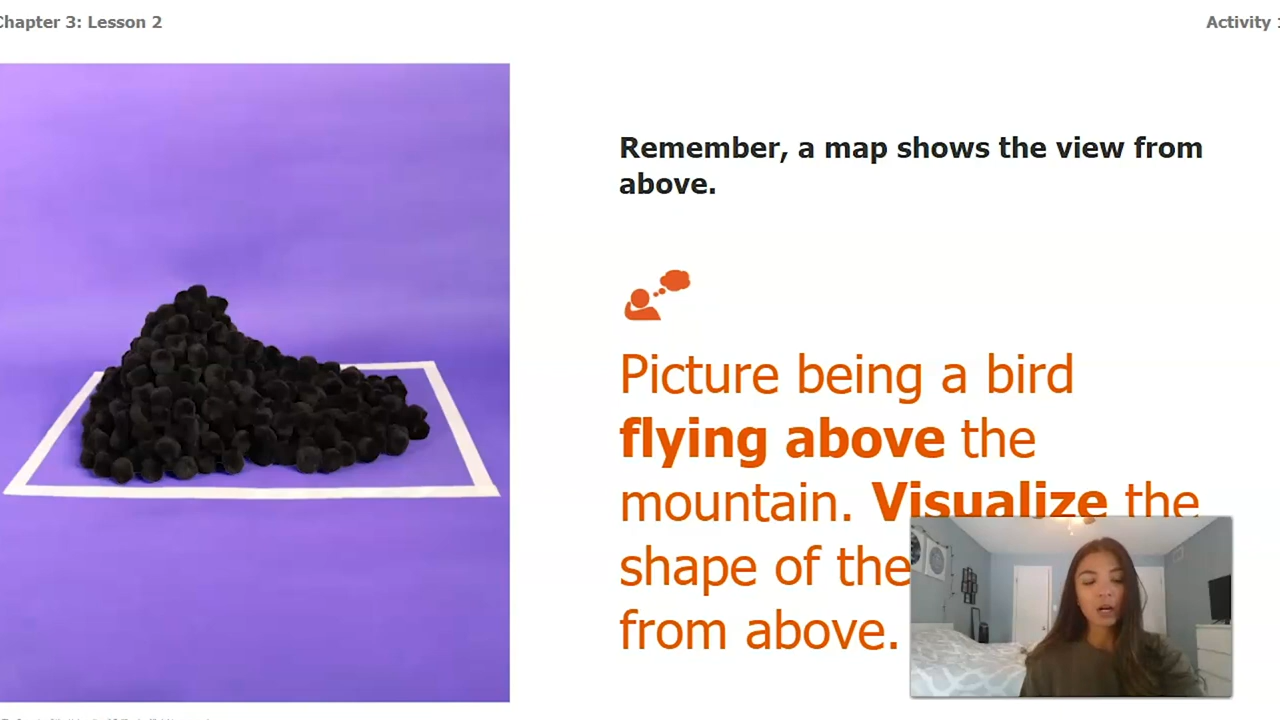 Chapter 3: Lesson 2
Activity
Remember, a map shows the view from
above.
Picture being a bird
flying above the
mountain. Visualize the
shape of the
from above.